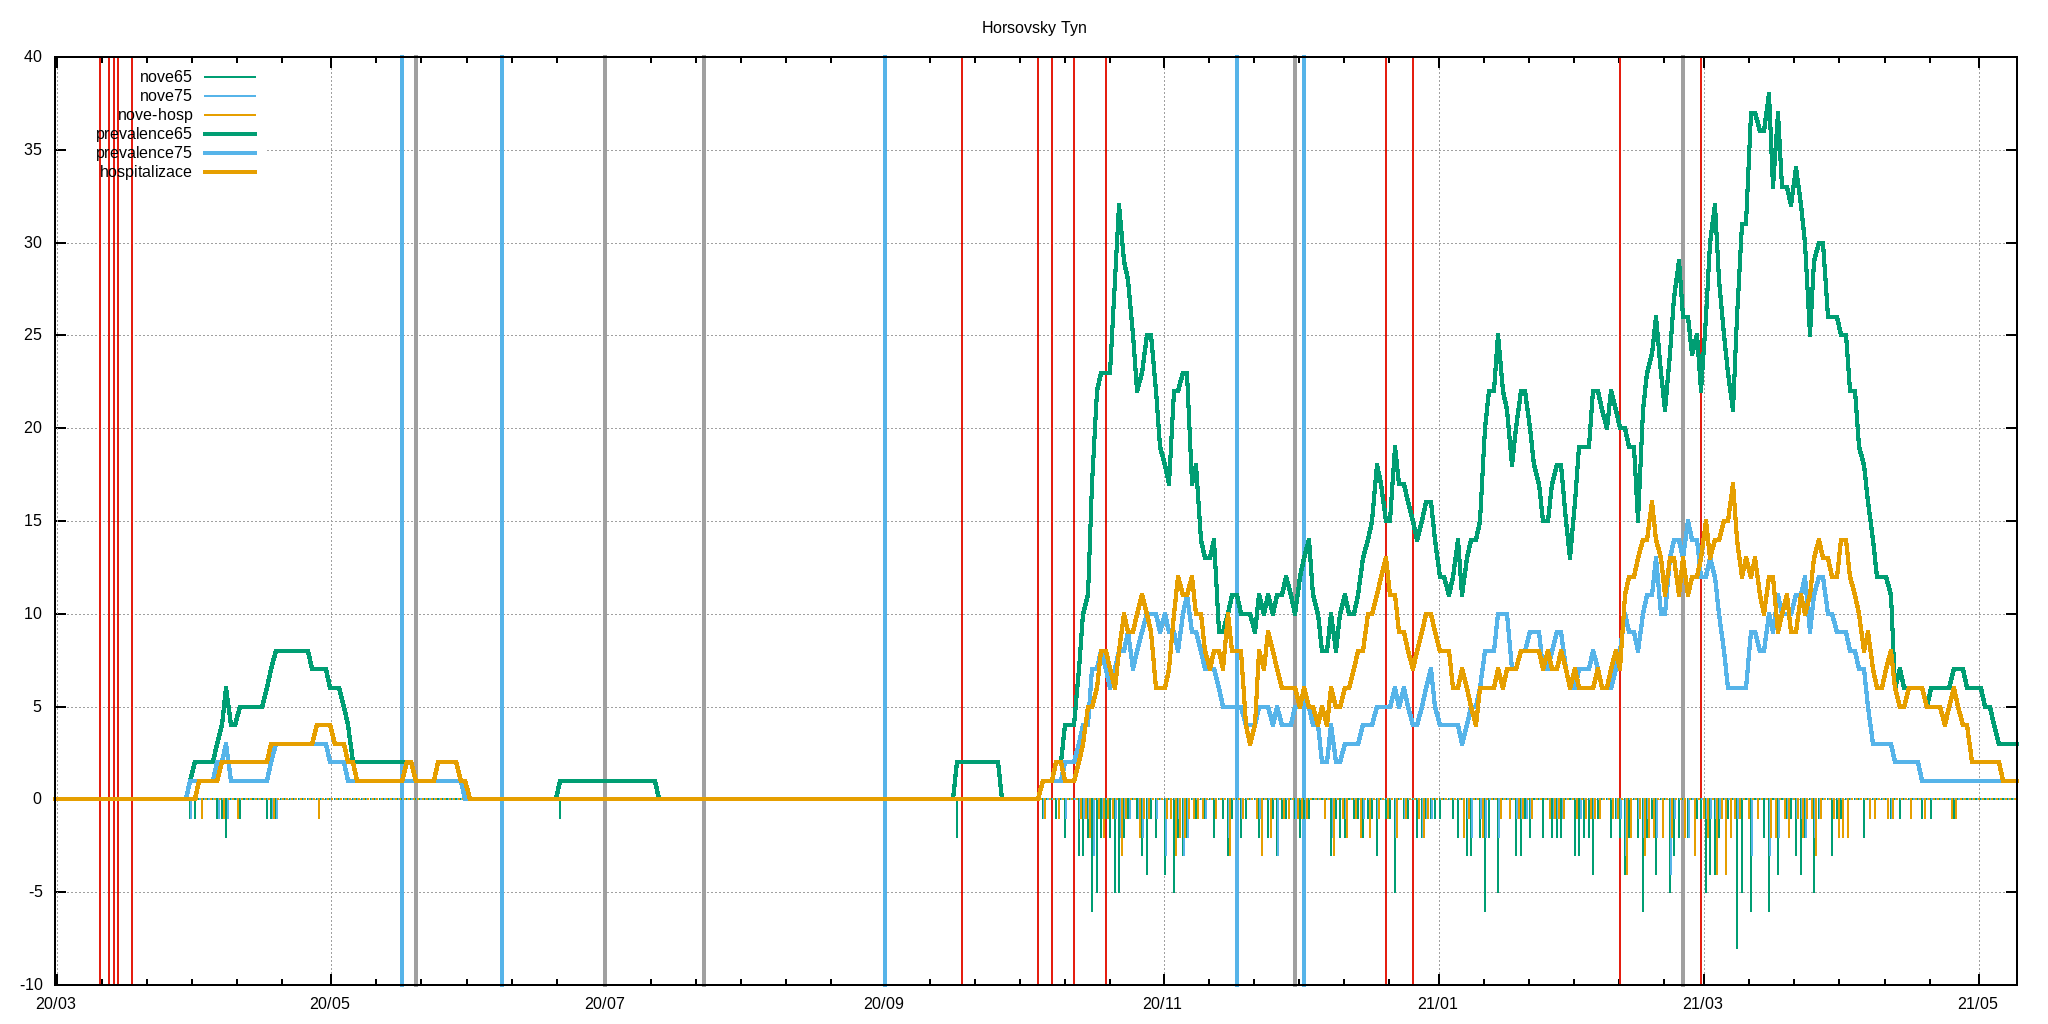 Horsovsky Tyn
40
35
30
25
20
15
10
5
0
-5
-10
nove65
nove75
nove-hosp
prevalence65
prevalence75
hospitalizace
20/03 20/05 20/07 20/09 20/11 21/01 21/03 21/05